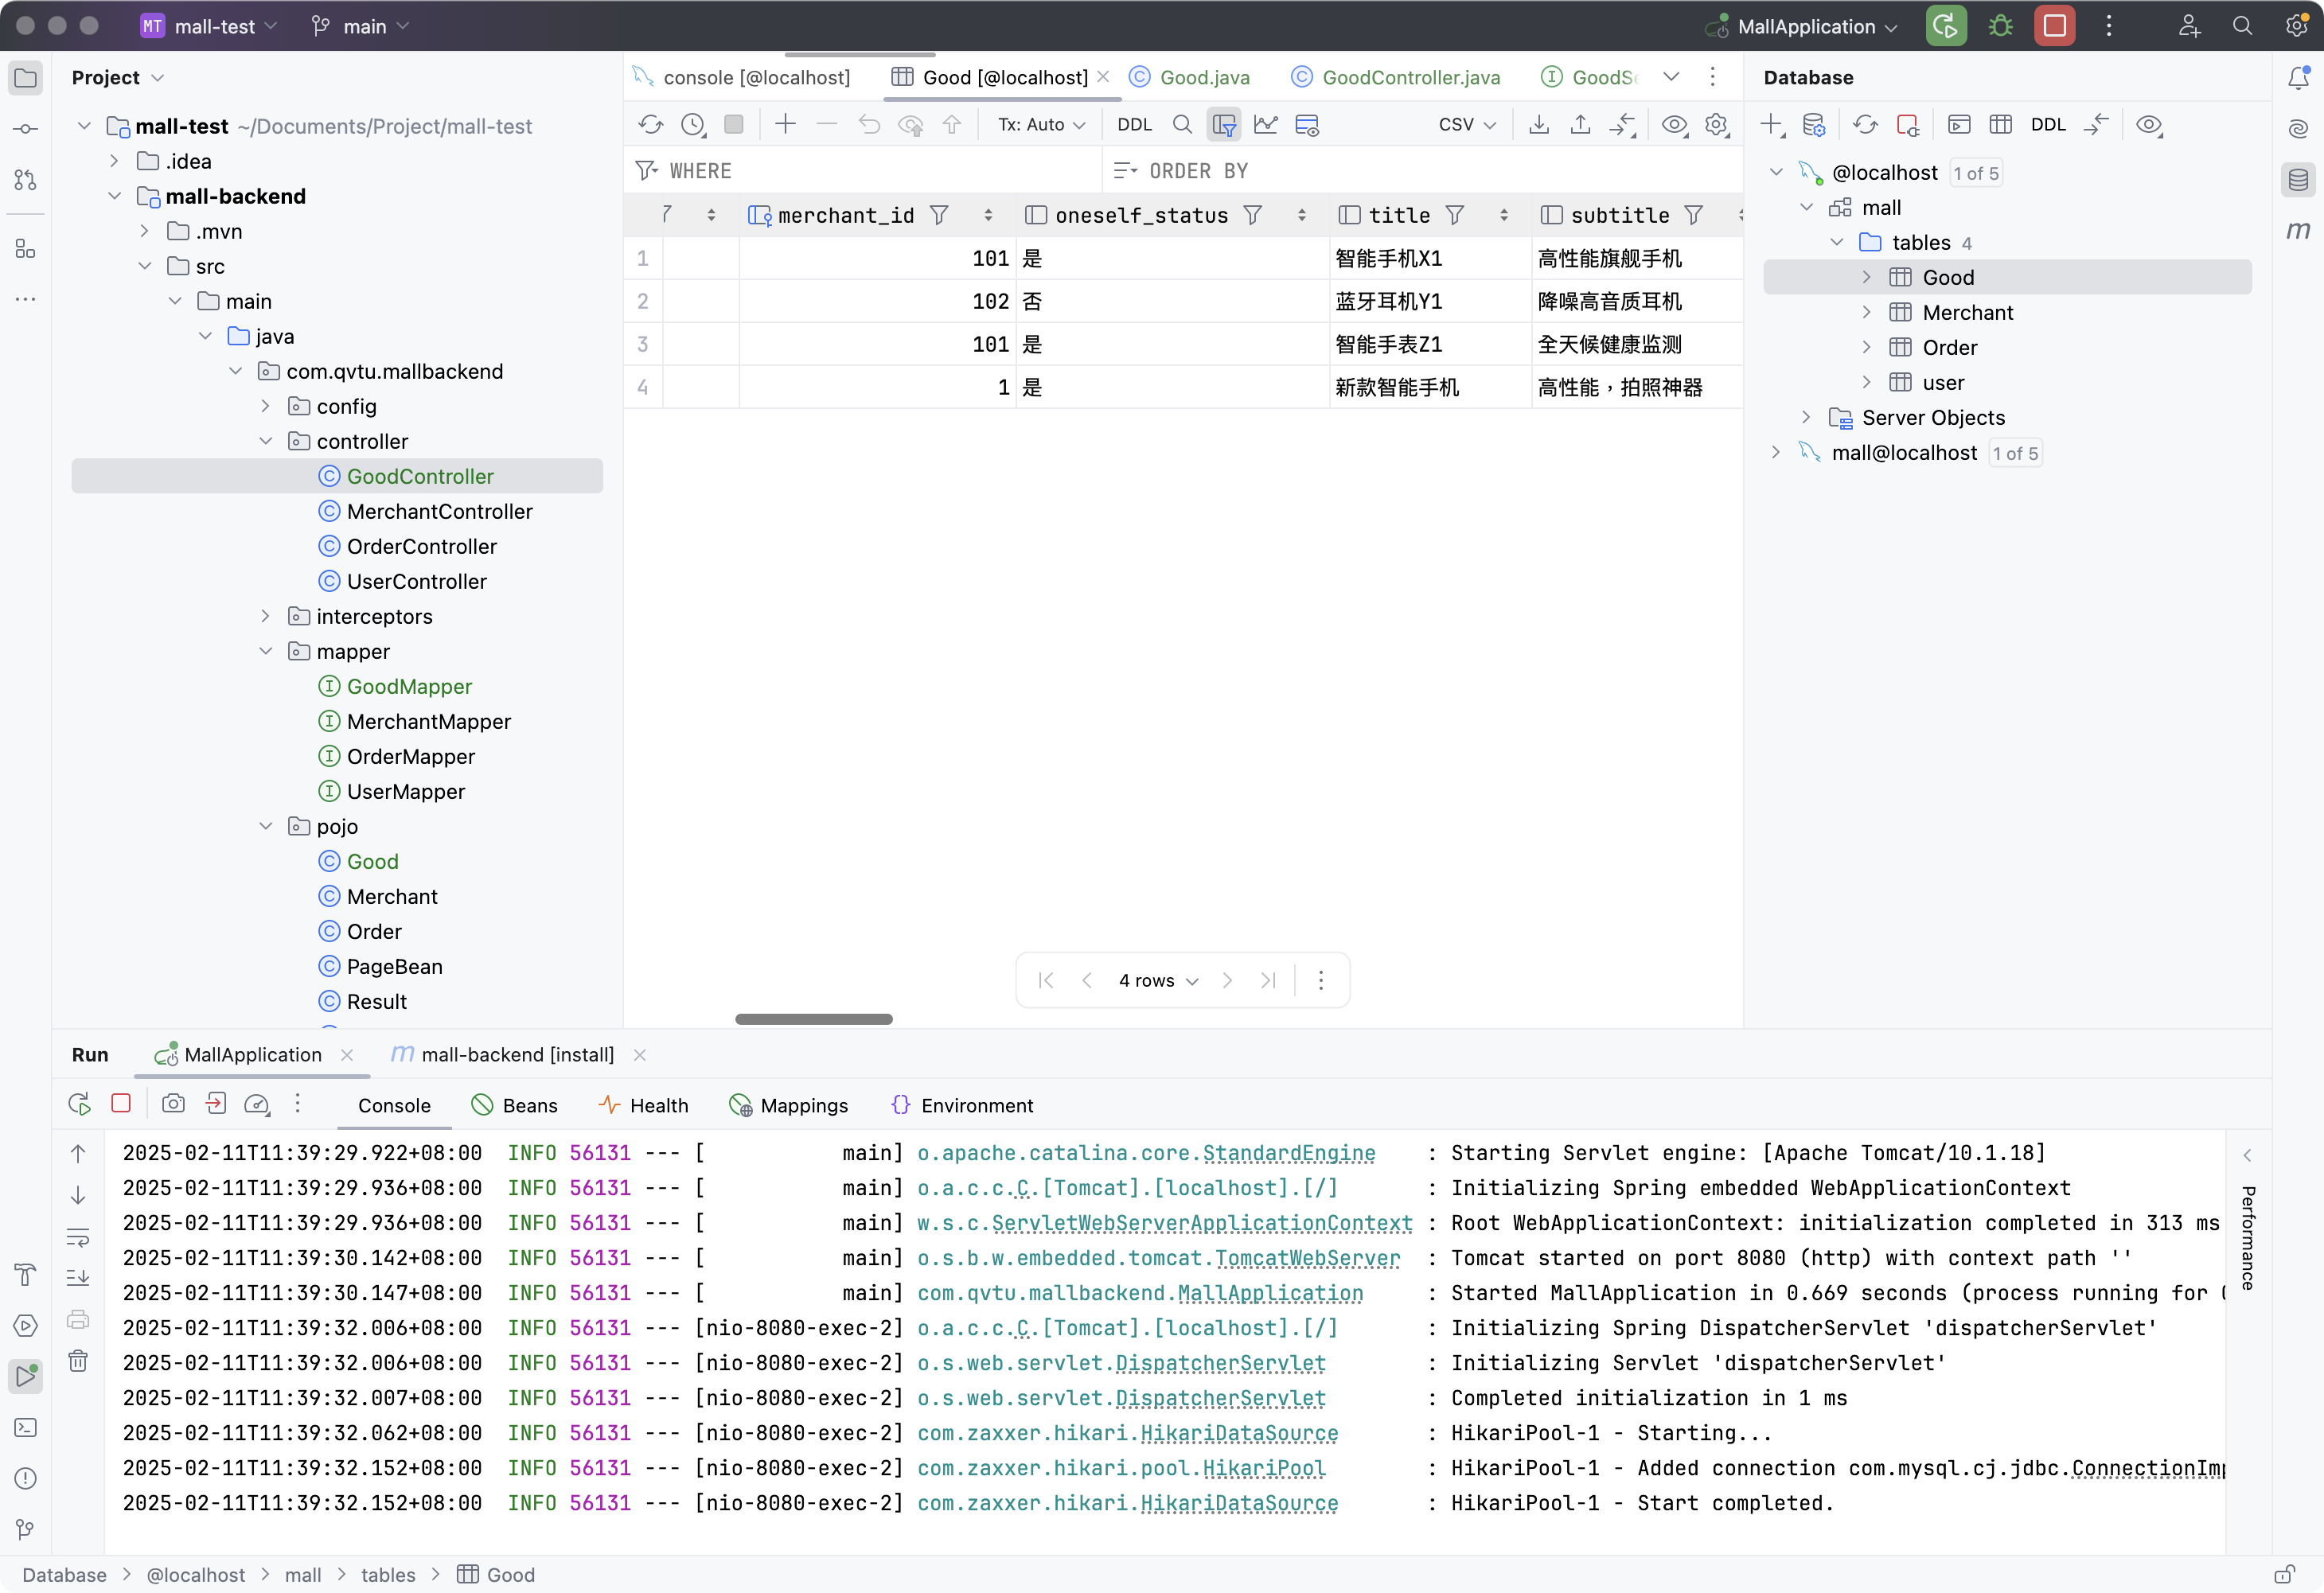 MT mall-test main MallApplication
Project
mall-test ~/Documents/Project/mall-test
.idea
mall-backend
.mvn
src
main
java
com.qvtu.mallbackend
config
controller
GoodController
MerchantController
OrderController
UserController
interceptors
mapper
GoodMapper
MerchantMapper
OrderMapper
UserMapper
pojo
Good
Merchant
Order
PageBean
Result
console [@localhost] Good [@localhost] Good.java GoodController.java GoodSe
Tx: Auto DDL CSV
WHERE ORDER BY
merchant_id oneself_status title subtitle
1 101 是 智能手机X1 高性能旗舰手机
2 102 否 蓝牙耳机Y1 降噪高音质耳机
3 101 是 智能手表Z1 全天候健康监测
4 1 是 新款智能手机 高性能，拍照神器
4 rows
Database
DDL
@localhost 1 of 5
mall
tables 4
Good
Merchant
Order
user
Server Objects
mall@localhost 1 of 5
m
Run MallApplication m mall-backend [install]
Console Beans Health Mappings Environment
2025-02-11T11:39:29.922+08:00 INFO 56131 --- [ main] o.apache.catalina.core.StandardEngine : Starting Servlet engine: [Apache Tomcat/10.1.18]
2025-02-11T11:39:29.936+08:00 INFO 56131 --- [ main] o.a.c.c.C.[Tomcat].[localhost].[/] : Initializing Spring embedded WebApplicationContext
2025-02-11T11:39:29.936+08:00 INFO 56131 --- [ main] w.s.c.ServletWebServerApplicationContext : Root WebApplicationContext: initialization completed in 313 ms
2025-02-11T11:39:30.142+08:00 INFO 56131 --- [ main] o.s.b.w.embedded.tomcat.TomcatWebServer : Tomcat started on port 8080 (http) with context path ''
2025-02-11T11:39:30.147+08:00 INFO 56131 --- [ main] com.qvtu.mallbackend.MallApplication : Started MallApplication in 0.669 seconds (process running for
2025-02-11T11:39:32.006+08:00 INFO 56131 --- [nio-8080-exec-2] o.a.c.c.C.[Tomcat].[localhost].[/] : Initializing Spring DispatcherServlet 'dispatcherServlet'
2025-02-11T11:39:32.006+08:00 INFO 56131 --- [nio-8080-exec-2] o.s.web.servlet.DispatcherServlet : Initializing Servlet 'dispatcherServlet'
2025-02-11T11:39:32.007+08:00 INFO 56131 --- [nio-8080-exec-2] o.s.web.servlet.DispatcherServlet : Completed initialization in 1 ms
2025-02-11T11:39:32.062+08:00 INFO 56131 --- [nio-8080-exec-2] com.zaxxer.hikari.HikariDataSource : HikariPool-1 - Starting...
2025-02-11T11:39:32.152+08:00 INFO 56131 --- [nio-8080-exec-2] com.zaxxer.hikari.pool.HikariPool : HikariPool-1 - Added connection com.mysql.cj.jdbc.ConnectionImp
2025-02-11T11:39:32.152+08:00 INFO 56131 --- [nio-8080-exec-2] com.zaxxer.hikari.HikariDataSource : HikariPool-1 - Start completed.
Performance
Database @localhost mall tables Good